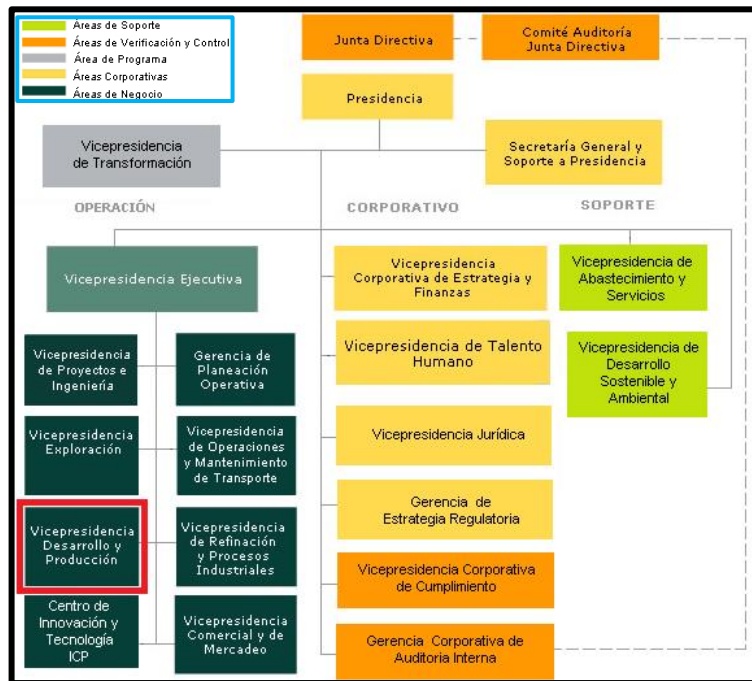 Áreas de Soporte
Áreas de Verificación y Control
Área de Programa
Áreas Corporativas
Áreas de Negocio
Junta Directiva
Comité Auditoría
Junta Directiva
Presidencia
Vicepresidencia
de Transformación
Secretaría General y
Soporte a Presidencia
OPERACIÓN
CORPORATIVO
SOPORTE
Vicepresidencia Ejecutiva
Vicepresidencia
de Proyectos e
Ingeniería
Gerencia de
Planeación
Operativa
Vicepresidencia
Exploración
Vicepresidencia
de Operaciones
y Mantenimiento
de Transporte
Vicepresidencia
Desarrollo y
Producción
Vicepresidencia
de Refinación
y Procesos
Industriales
Centro de
Innovación y
Tecnología
ICP
Vicepresidencia
Comercial y de
Mercadeo
Vicepresidencia
Corporativa de Estrategia y
Finanzas
Vicepresidencia de Talento
Humano
Vicepresidencia Jurídica
Gerencia de
Estrategia Regulatoria
Vicepresidencia Corporativa
de Cumplimiento
Gerencia Corporativa de
Auditoria Interna
Vicepresidencia de
Abastecimiento y
Servicios
Vicepresidencia de
Desarrollo
Sostenible y
Ambiental